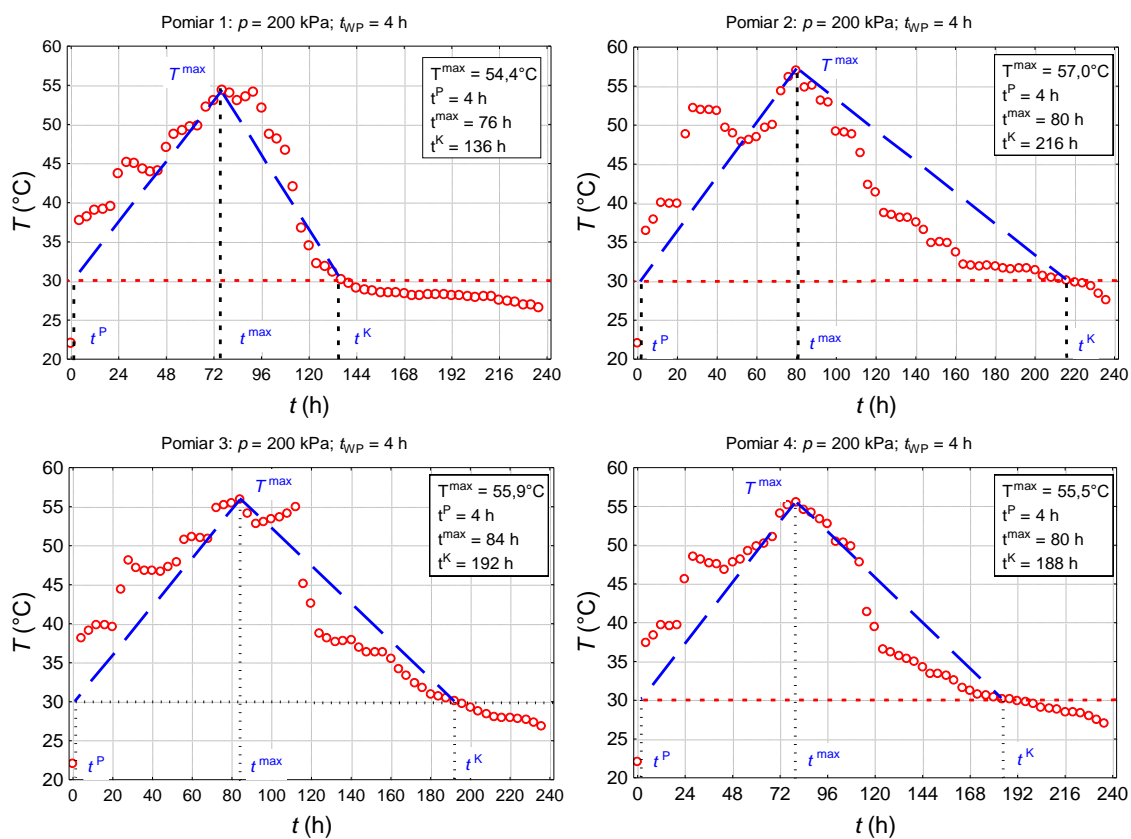 Pomiar 1: p = 200 kPa; tWP = 4 h
60
55
50
45
40
35
30
25
20
T (°C)
Tmax
Tmax = 54,4°C
tP = 4 h
tmax = 76 h
tK = 136 h
tP
tmax
tK
0 24 48 72 96 120 144 168 192 216 240
t (h)
Pomiar 2: p = 200 kPa; tWP = 4 h
60
55
50
45
40
35
30
25
20
T (°C)
Tmax
Tmax = 57,0°C
tP = 4 h
tmax = 80 h
tK = 216 h
tP
tmax
tK
0 20 40 60 80 100 120 140 160 180 200 220 240
t (h)
Pomiar 3: p = 200 kPa; tWP = 4 h
60
55
50
45
40
35
30
25
20
T (°C)
Tmax
Tmax = 55,9°C
tP = 4 h
tmax = 84 h
tK = 192 h
tP
tmax
tK
0 20 40 60 80 100 120 140 160 180 200 220 240
t (h)
Pomiar 4: p = 200 kPa; tWP = 4 h
60
55
50
45
40
35
30
25
20
T (°C)
Tmax
Tmax = 55,5°C
tP = 4 h
tmax = 80 h
tK = 188 h
tP
tmax
tK
0 24 48 72 96 120 144 168 192 216 240
t (h)